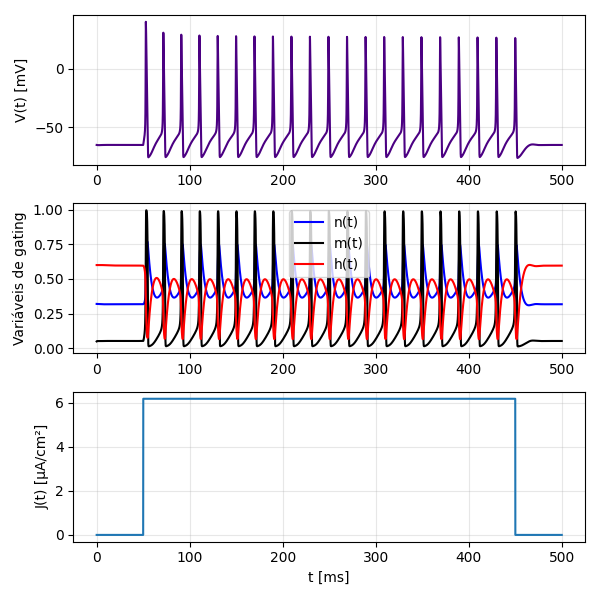 V(t) [mV]
0
−50
0 100 200 300 400 500
Variáveis de gating
1.00
0.75
0.50
0.25
0.00
n(t)
m(t)
h(t)
0 100 200 300 400 500
J(t) [μA/cm²]
6
4
2
0
0 100 200 300 400 500
t [ms]